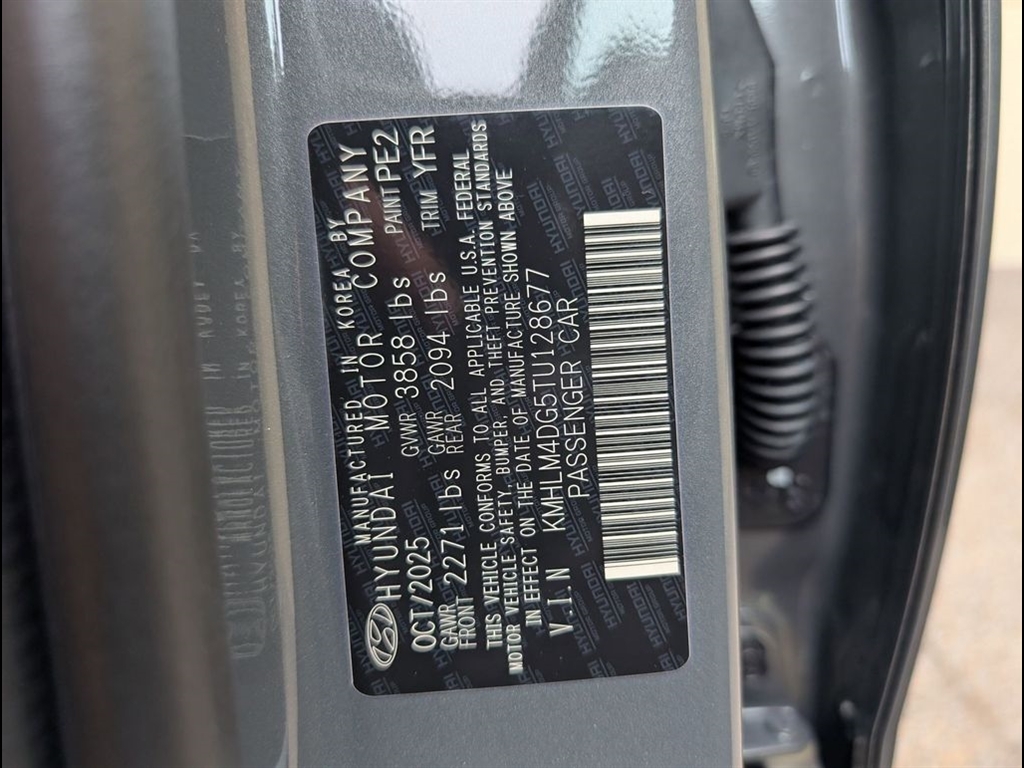 MANUFACTURED IN KOREA BY
HYUNDAI MOTOR COMPANY
OCT/2025 GVWR 3858 lbs PAINT PE2
GAWR FRONT 2271 lbs GAWR REAR 2094 lbs TRIM YFR
THIS VEHICLE CONFORMS TO ALL APPLICABLE U.S.A. FEDERAL
MOTOR VEHICLE SAFETY, BUMPER, AND THEFT PREVENTION STANDARDS
IN EFFECT ON THE DATE OF MANUFACTURE SHOWN ABOVE
V.I.N KMHLM4DG5TU128677
PASSENGER CAR